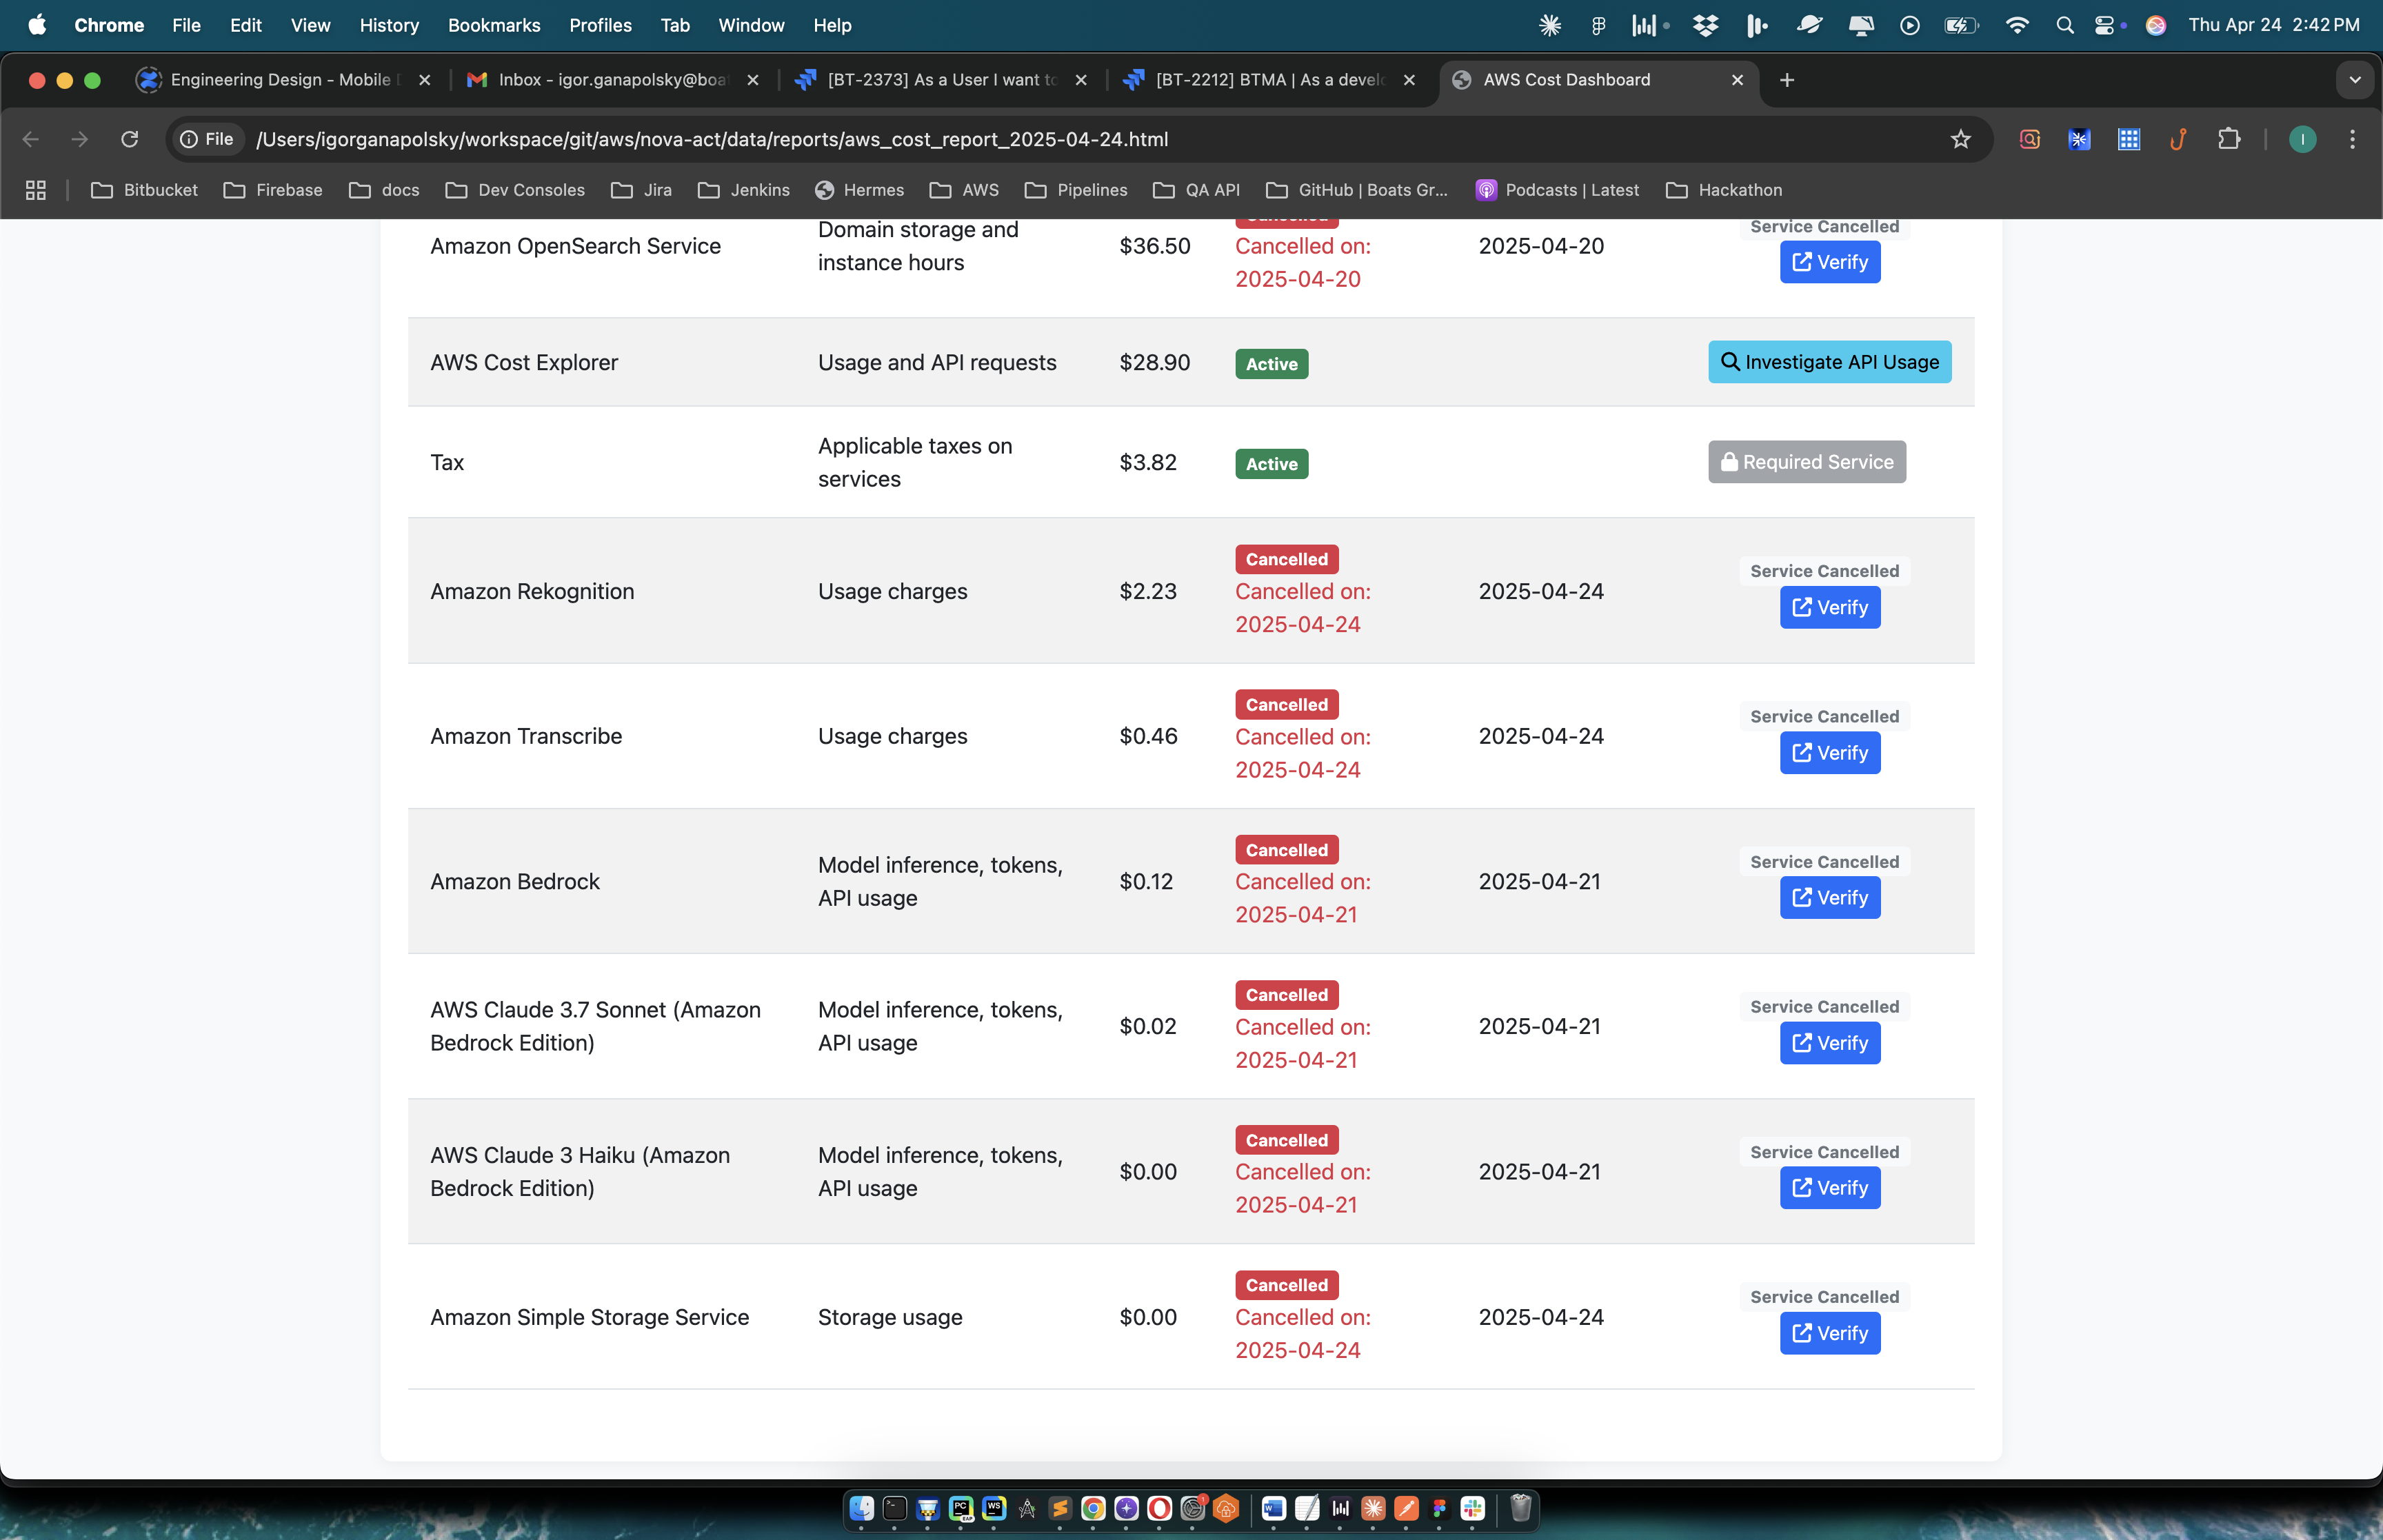 Chrome File Edit View History Bookmarks Profiles Tab Window Help Thu Apr 24 2:42 PM
Engineering Design - Mobile Inbox - igor.ganapolsky@boa [BT-2373] As a User I want to [BT-2212] BTMA | As a devel AWS Cost Dashboard
File /Users/igorganapolsky/workspace/git/aws/nova-act/data/reports/aws_cost_report_2025-04-24.html I
Bitbucket Firebase docs Dev Consoles Jira Jenkins Hermes AWS Pipelines QA API GitHub | Boats Gr... Podcasts | Latest Hackathon
Amazon OpenSearch Service
Domain storage and
instance hours
$36.50
Cancelled
Cancelled on:
2025-04-20
2025-04-20
Service Cancelled
Verify
AWS Cost Explorer
Usage and API requests
$28.90
Active
Investigate API Usage
Tax
Applicable taxes on
services
$3.82
Active
Required Service
Amazon Rekognition
Usage charges
$2.23
Cancelled
Cancelled on:
2025-04-24
2025-04-24
Service Cancelled
Verify
Amazon Transcribe
Usage charges
$0.46
Cancelled
Cancelled on:
2025-04-24
2025-04-24
Service Cancelled
Verify
Amazon Bedrock
Model inference, tokens,
API usage
$0.12
Cancelled
Cancelled on:
2025-04-21
2025-04-21
Service Cancelled
Verify
AWS Claude 3.7 Sonnet (Amazon
Bedrock Edition)
Model inference, tokens,
API usage
$0.02
Cancelled
Cancelled on:
2025-04-21
2025-04-21
Service Cancelled
Verify
AWS Claude 3 Haiku (Amazon
Bedrock Edition)
Model inference, tokens,
API usage
$0.00
Cancelled
Cancelled on:
2025-04-21
2025-04-21
Service Cancelled
Verify
Amazon Simple Storage Service
Storage usage
$0.00
Cancelled
Cancelled on:
2025-04-24
2025-04-24
Service Cancelled
Verify
PC EAP WS W